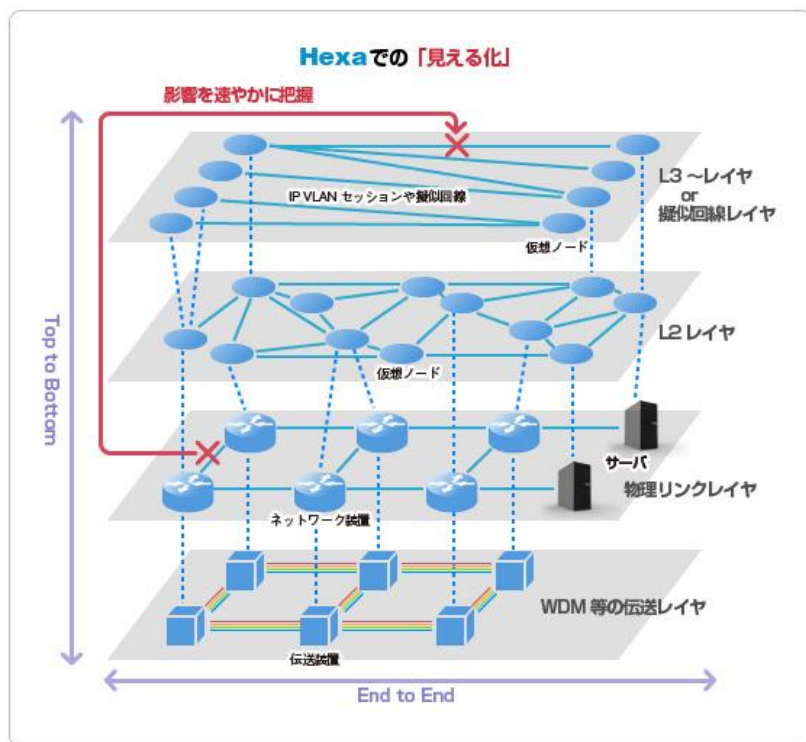 Hexaでの「見える化」
影響を速やかに把握
IP VLAN セッションや擬似回線
仮想ノード
L3 ~レイヤ
or
擬似回線レイヤ
Top to Bottom
L2 レイヤ
仮想ノード
サーバ
物理リンクレイヤ
ネットワーク装置
WDM 等の伝送レイヤ
伝送装置
End to End